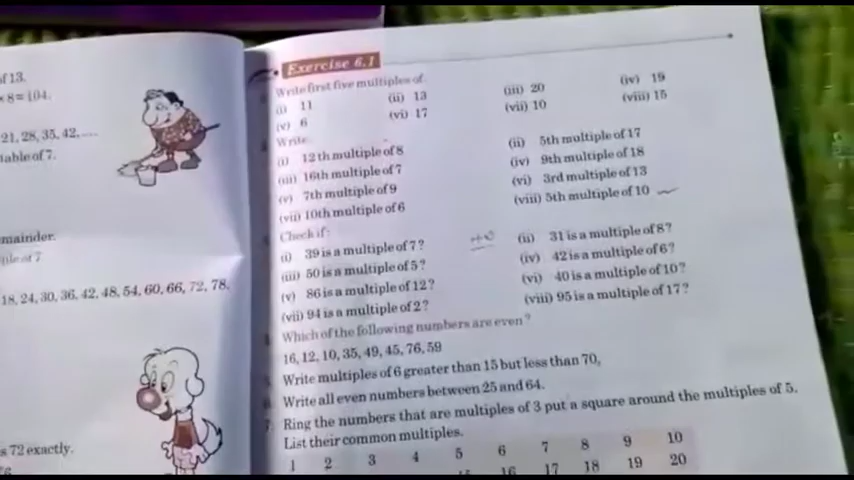 of 13.
× 8 = 104.
21, 28, 35, 42,....
table of 7.
mainder.
ple of 7
18, 24, 30, 36, 42, 48, 54, 60, 66, 72, 78.
s 72 exactly.
Exercise 6.1
Write first five multiples of:
(i) 11 (ii) 13 (iii) 20 (iv) 19
(v) 6 (vi) 17 (vii) 10 (viii) 15
Write:
(i) 12th multiple of 8 (ii) 5th multiple of 17
(iii) 16th multiple of 7 (iv) 9th multiple of 18
(v) 7th multiple of 9 (vi) 3rd multiple of 13
(vii) 10th multiple of 6 (viii) 5th multiple of 10
Check if:
(i) 39 is a multiple of 7? (ii) 31 is a multiple of 8?
(iii) 50 is a multiple of 5? (iv) 42 is a multiple of 6?
(v) 86 is a multiple of 12? (vi) 40 is a multiple of 10?
(vii) 94 is a multiple of 2? (viii) 95 is a multiple of 17?
Which of the following numbers are even?
16, 12, 10, 35, 49, 45, 76, 59
5. Write multiples of 6 greater than 15 but less than 70,
6. Write all even numbers between 25 and 64.
7. Ring the numbers that are multiples of 3 put a square around the multiples of 5.
List their common multiples.
1 2 3 4 5 6 7 8 9 10
15 16 17 18 19 20